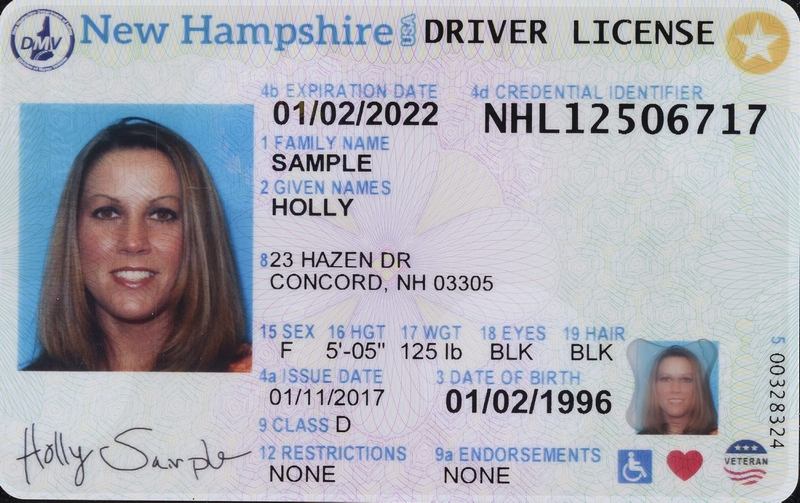 DMV New Hampshire USA DRIVER LICENSE
4b EXPIRATION DATE 4d CREDENTIAL IDENTIFIER
01/02/2022 NHL12506717
1 FAMILY NAME
SAMPLE
2 GIVEN NAMES
HOLLY
8 23 HAZEN DR
CONCORD, NH 03305
15 SEX 16 HGT 17 WGT 18 EYES 19 HAIR
F 5'-05" 125 lb BLK BLK
4a ISSUE DATE 3 DATE OF BIRTH
01/11/2017 01/02/1996
9 CLASS D
12 RESTRICTIONS 9a ENDORSEMENTS
NONE NONE
Holly Sample
VETERAN
5 00328324